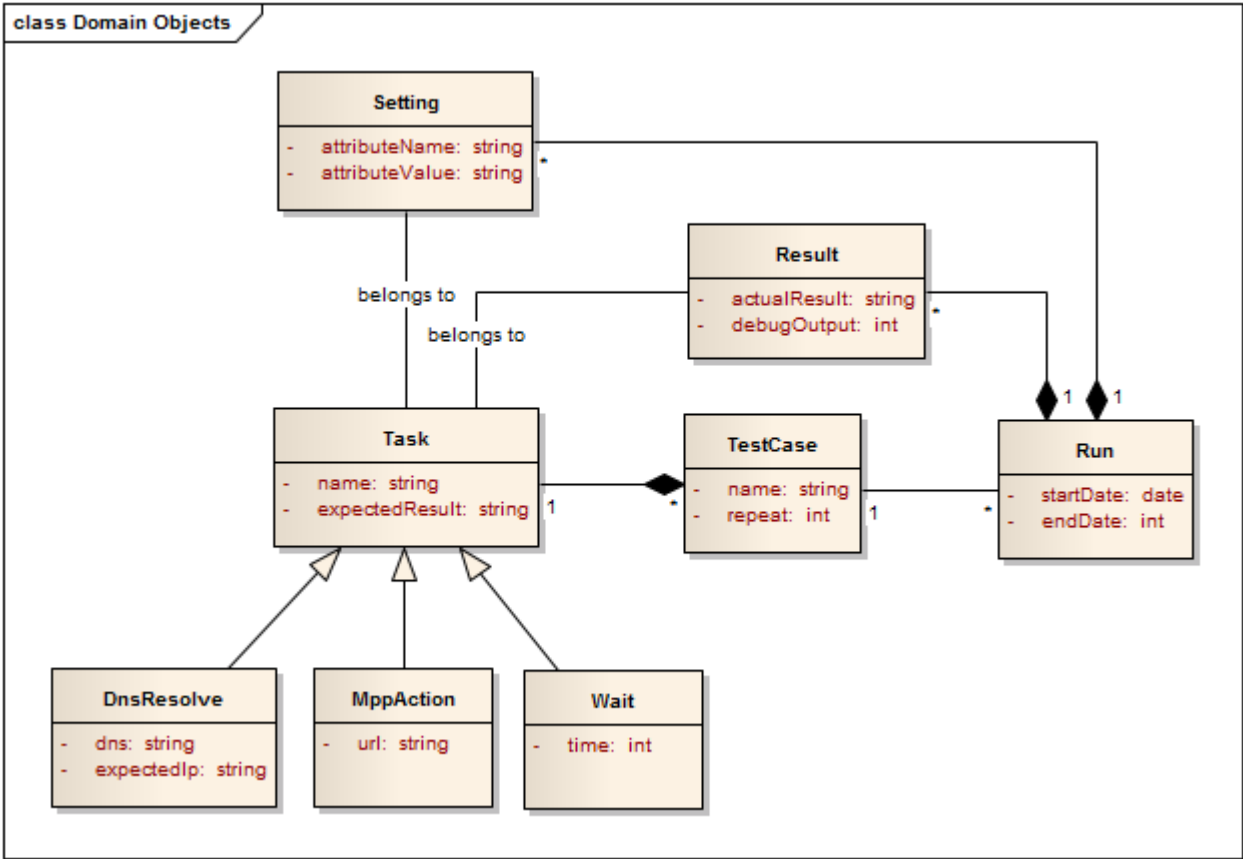 class Domain Objects
Setting
- attributeName: string
- attributeValue: string
*
Result
- actualResult: string
- debugOutput: int
*
belongs to
belongs to
1
1
Task
- name: string
- expectedResult: string
1
TestCase
- name: string
- repeat: int
*
1
Run
- startDate: date
- endDate: int
*
DnsResolve
- dns: string
- expectedIp: string
MppAction
- url: string
Wait
- time: int